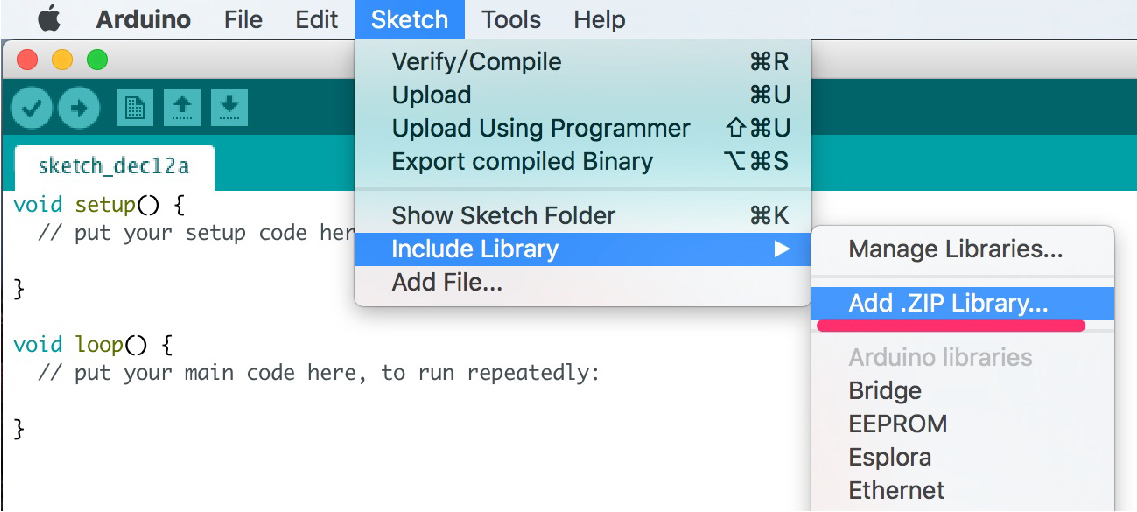 Arduino File Edit Sketch Tools Help
Verify/Compile ⌘R
Upload ⌘U
Upload Using Programmer ⇧⌘U
Export compiled Binary ⌥⌘S
sketch_dec12a
void setup() {
Show Sketch Folder ⌘K
// put your setup code her
Include Library ▶
Manage Libraries...
Add File...
}
Add .ZIP Library...
void loop() {
Arduino libraries
// put your main code here, to run repeatedly:
Bridge
EEPROM
}
Esplora
Ethernet